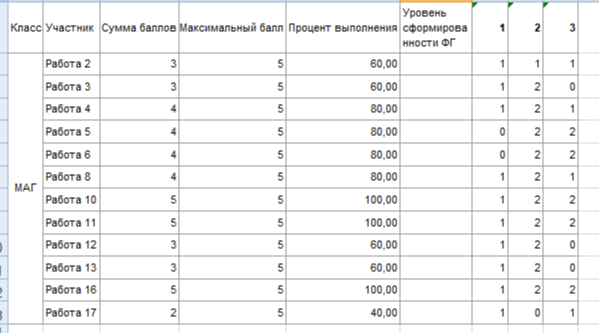 Класс Участник Сумма баллов Максимальный балл Процент выполнения Уровень сформирова нности ФГ 1 2 3
Работа 2 3 5 60,00 1 1 1
Работа 3 3 5 60,00 1 2 0
Работа 4 4 5 80,00 1 2 1
Работа 5 4 5 80,00 0 2 2
Работа 6 4 5 80,00 0 2 2
Работа 8 4 5 80,00 1 2 1
МАГ
Работа 10 5 5 100,00 1 2 2
Работа 11 5 5 100,00 1 2 2
Работа 12 3 5 60,00 1 2 0
Работа 13 3 5 60,00 1 2 0
Работа 16 5 5 100,00 1 2 2
Работа 17 2 5 40,00 1 0 1